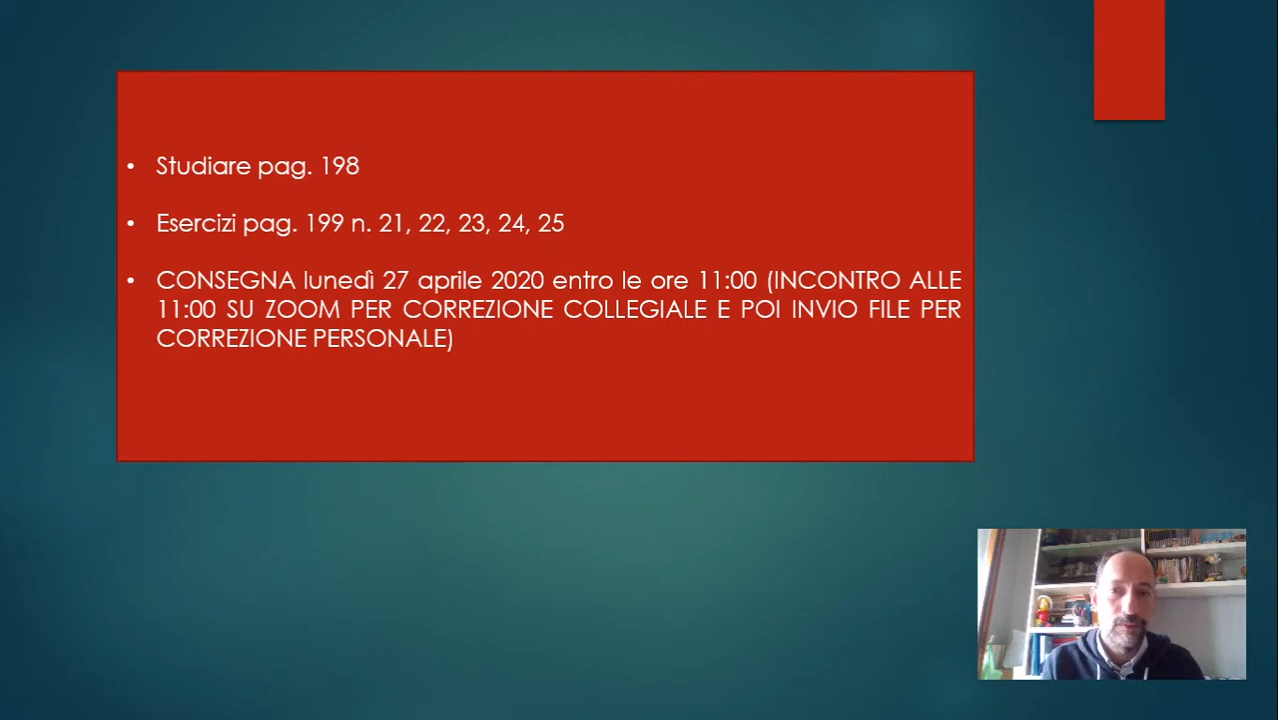 • Studiare pag. 198
• Esercizi pag. 199 n. 21, 22, 23, 24, 25
• CONSEGNA lunedì 27 aprile 2020 entro le ore 11:00 (INCONTRO ALLE
11:00 SU ZOOM PER CORREZIONE COLLEGIALE E POI INVIO FILE PER
CORREZIONE PERSONALE)